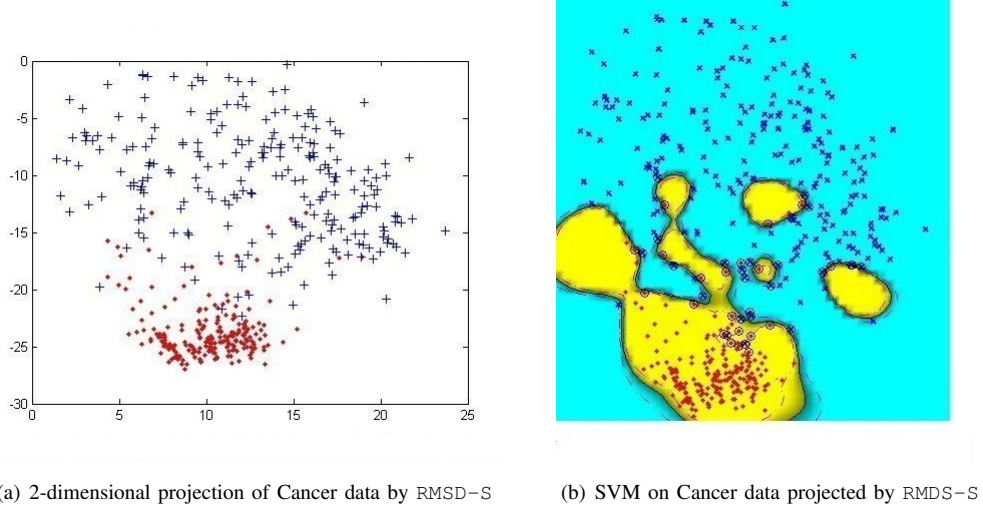 0
-5
-10
-15
-20
-25
-30
0 5 10 15 20 25
(a) 2-dimensional projection of Cancer data by RMSD-S
(b) SVM on Cancer data projected by RMDS-S